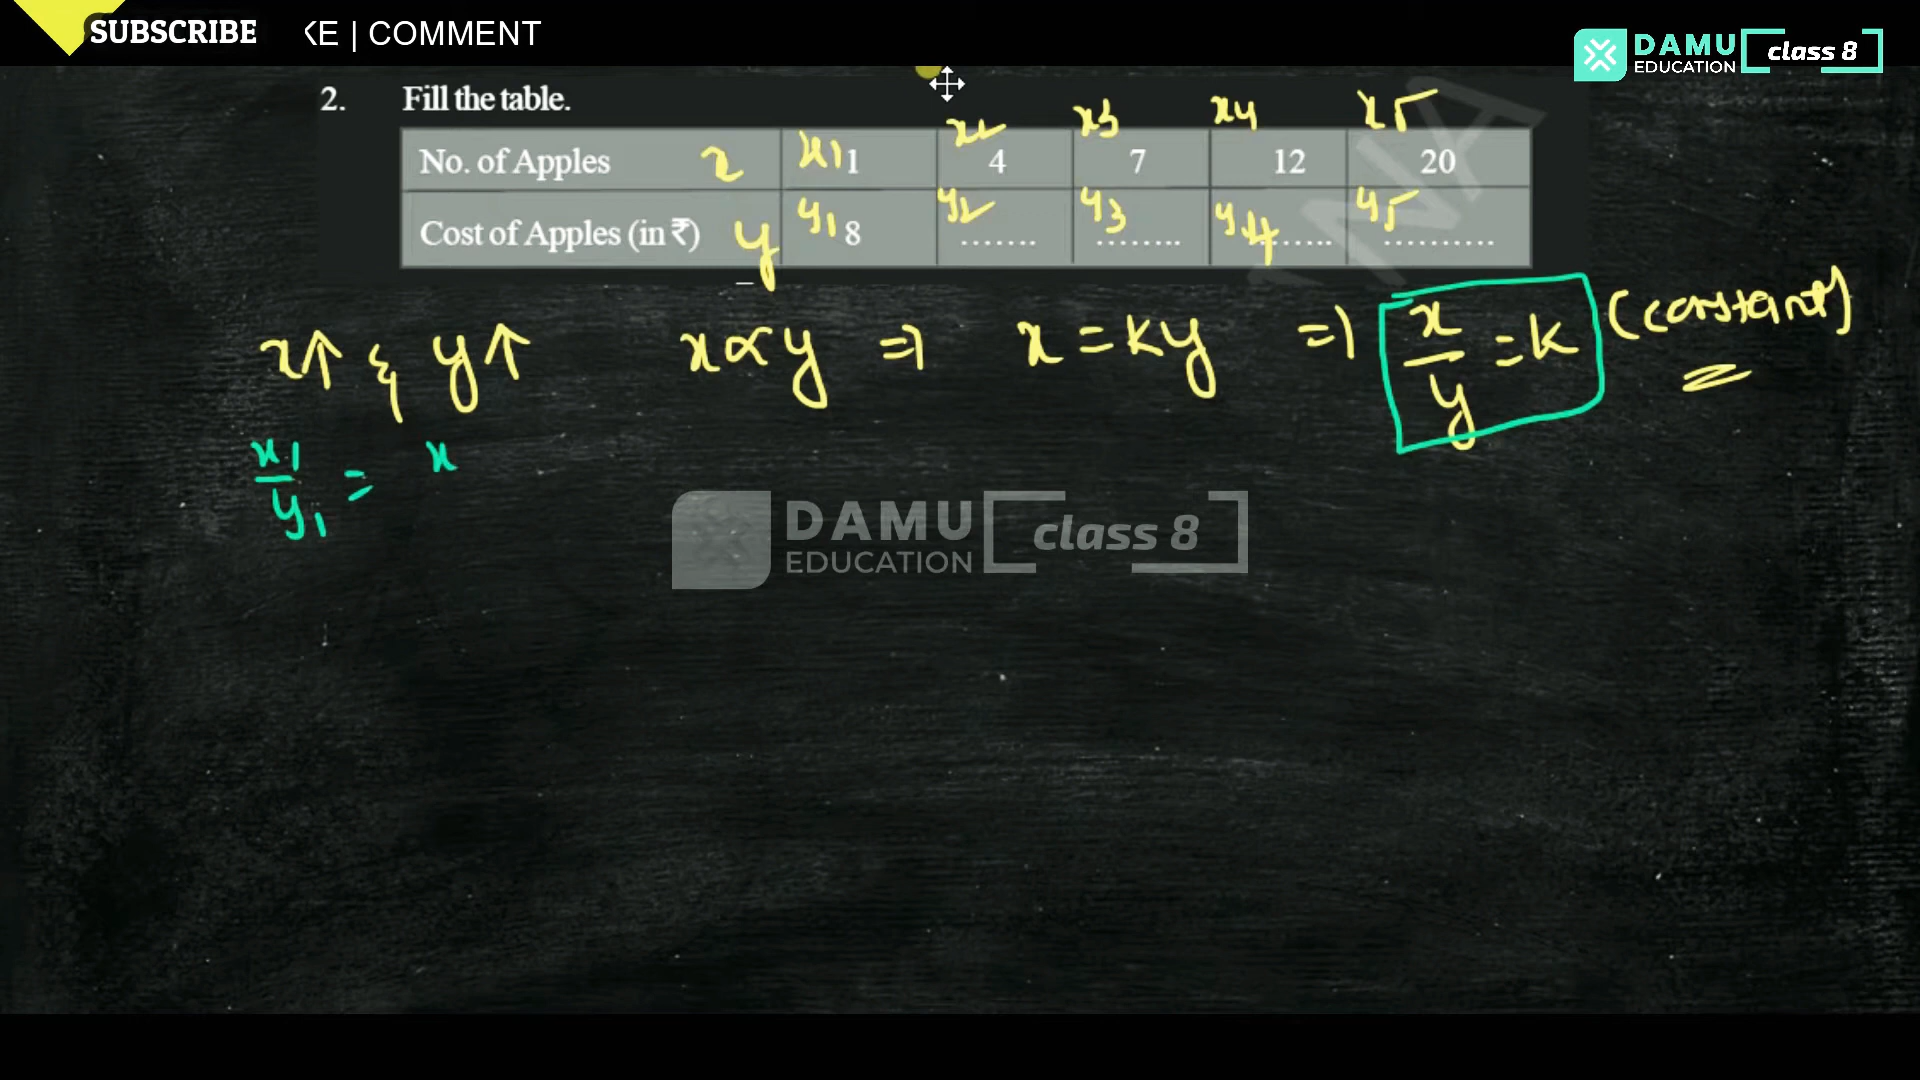 SUBSCRIBE KE | COMMENT
DAMU EDUCATION class 8
2. Fill the table.
x1 x2 x3 x4 x5
No. of Apples x 1 4 7 12 20
y1 y2 y3 y4 y5
Cost of Apples (in ₹) y 8 ....... ........ ........ ..........
x↑ & y↑ x∝y ⇒ x = ky ⇒ x/y = k (constant)
x1/y1 = x
DAMU EDUCATION class 8